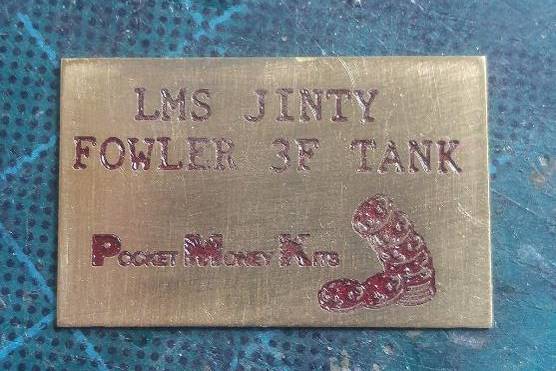 LMS JINTY
FOWLER 3F TANK
POCKET MONEY KITS